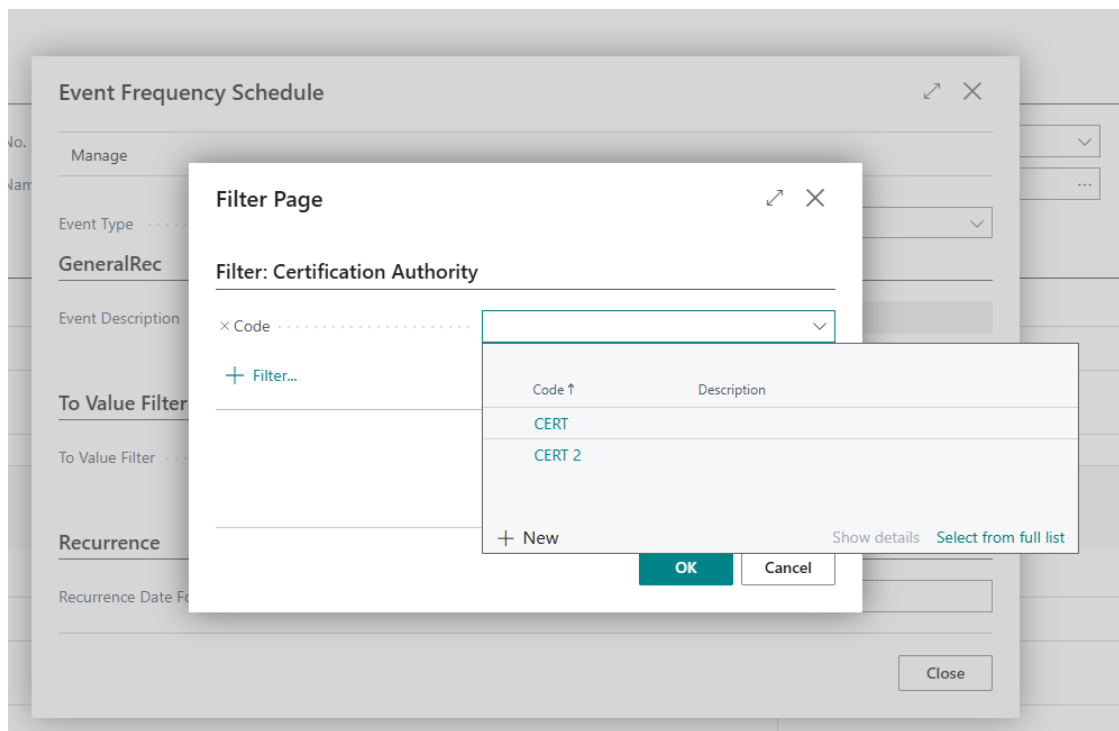 Event Frequency Schedule
No.
Manage
Event Type
GeneralRec
Event Description
To Value Filter
To Value Filter
Recurrence
Recurrence Date Fo
Close
Filter Page
Filter: Certification Authority
Code
Filter...
Code ↑ Description
CERT
CERT 2
New Show details Select from full list
OK Cancel